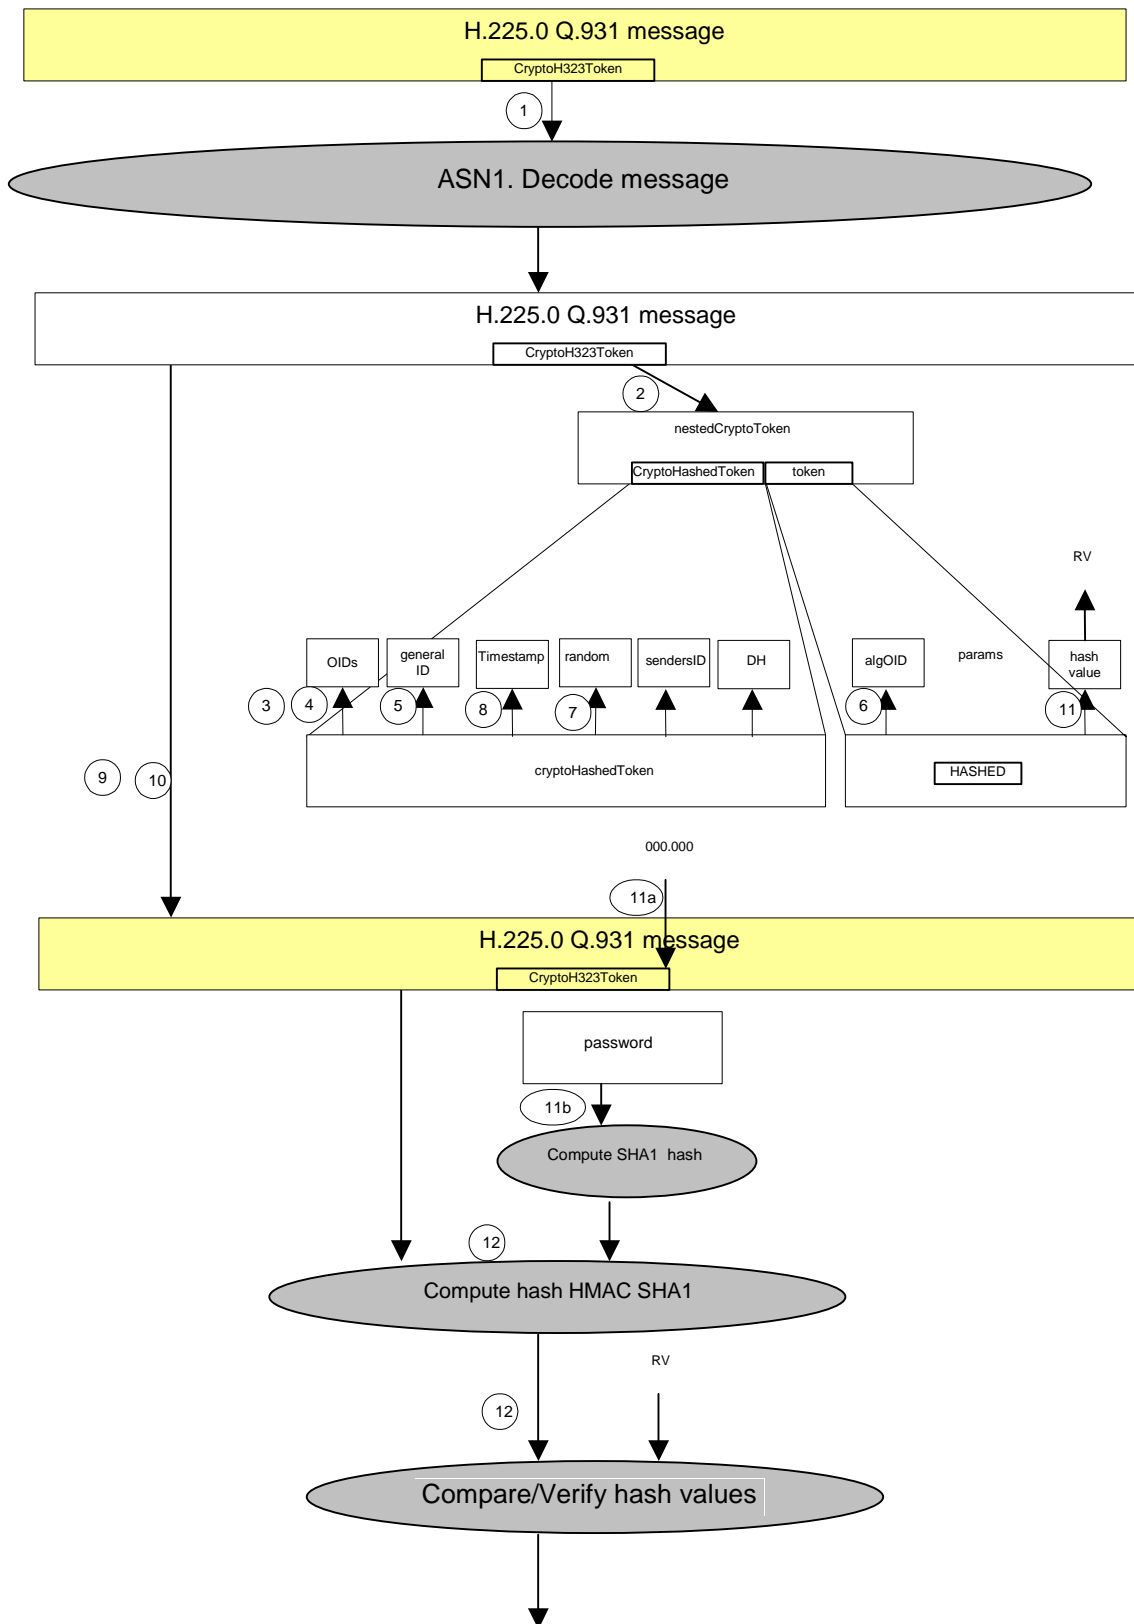 H.225.0 Q.931 message
CryptoH323Token
1
ASN1. Decode message
H.225.0 Q.931 message
CryptoH323Token
2
nestedCryptoToken
CryptoHashedToken token
RV
OIDs
general
ID
Timestamp
random
sendersID
DH
algOID
params
hash
value
3 4 5 8 7 6 11
cryptoHashedToken
HASHED
9 10
000.000
11a
H.225.0 Q.931 message
CryptoH323Token
password
11b
Compute SHA1 hash
12
Compute hash HMAC SHA1
RV
12
Compare/Verify hash values